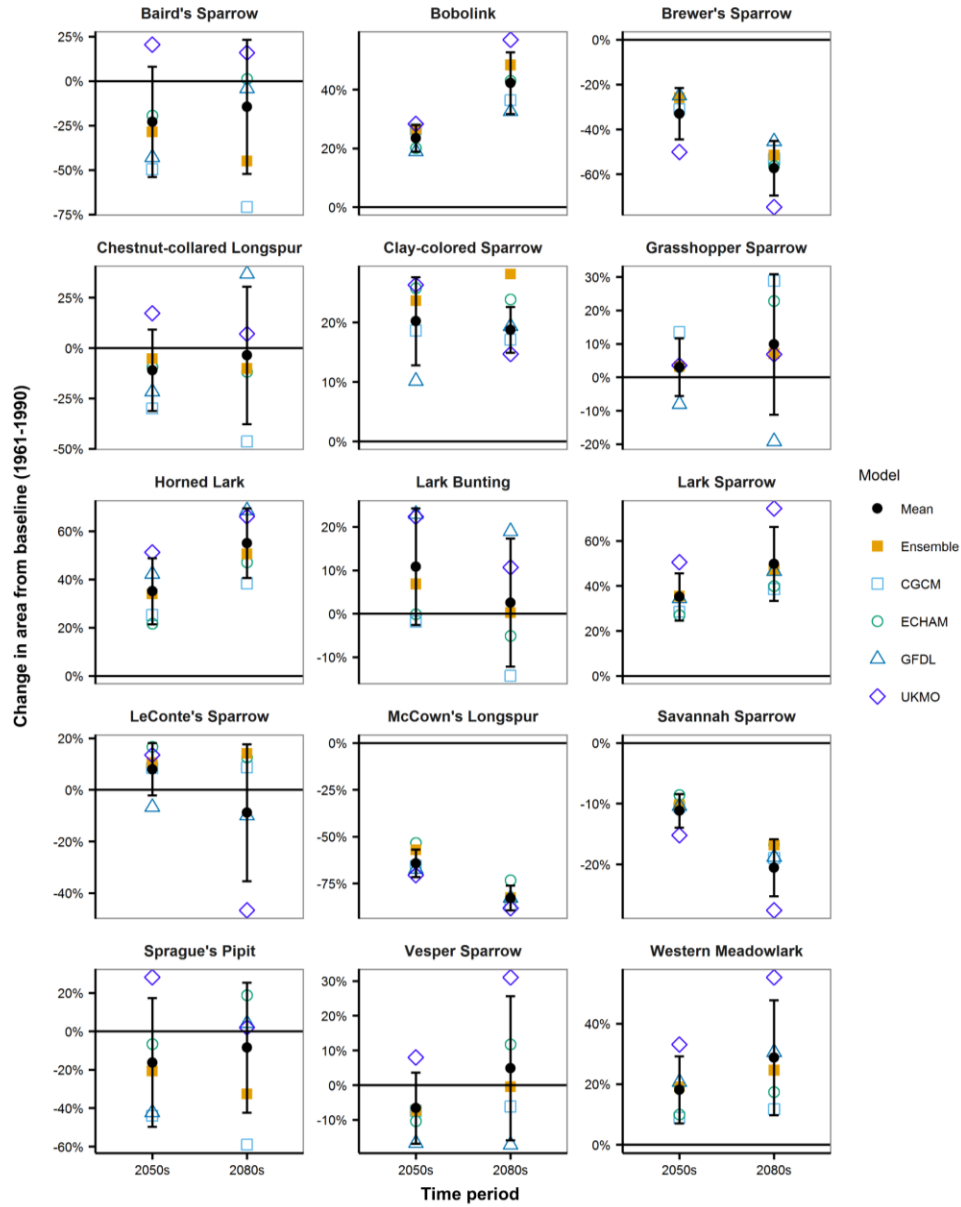 Baird's Sparrow
Bobolink
Brewer's Sparrow
25%
0%
-25%
-50%
-75%
40%
20%
0%
0%
-20%
-40%
-60%
Chestnut-collared Longspur
Clay-colored Sparrow
Grasshopper Sparrow
25%
0%
-25%
-50%
20%
10%
0%
30%
20%
10%
0%
-10%
-20%
Horned Lark
Lark Bunting
Lark Sparrow
60%
40%
20%
0%
20%
10%
0%
-10%
60%
40%
20%
0%
LeConte's Sparrow
McCown's Longspur
Savannah Sparrow
20%
0%
-20%
-40%
0%
-25%
-50%
-75%
0%
-10%
-20%
Sprague's Pipit
Vesper Sparrow
Western Meadowlark
20%
0%
-20%
-40%
-60%
30%
20%
10%
0%
-10%
40%
20%
0%
2050s
2080s
2050s
2080s
2050s
2080s
Time period
Change in area from baseline (1961-1990)
Model
Mean
Ensemble
CGCM
ECHAM
GFDL
UKMO